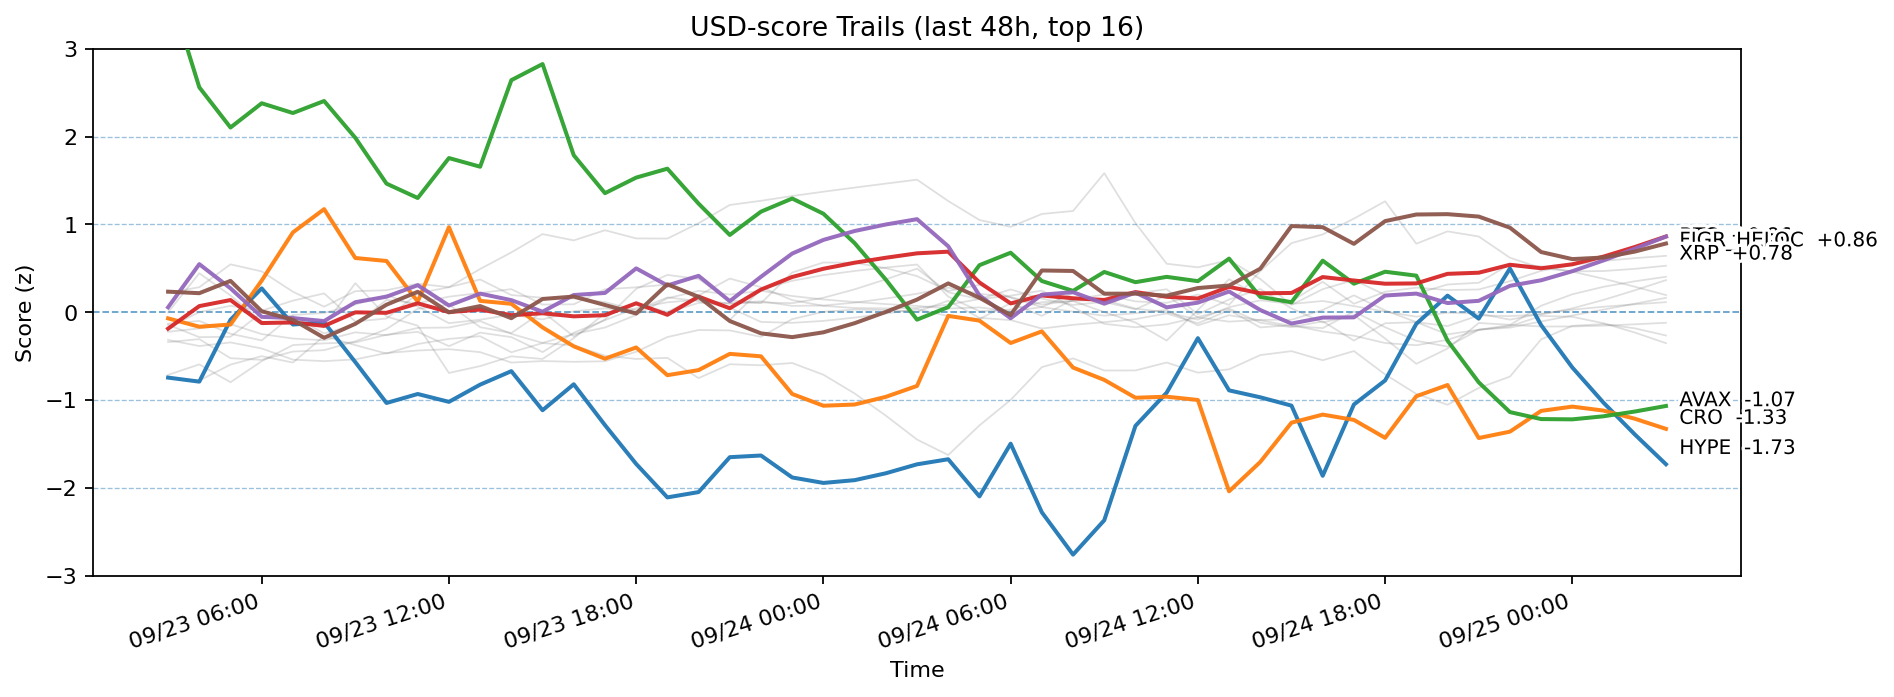 USD-score Trails (last 48h, top 16)
Score (z)
3
2
1
0
−1
−2
−3
FIGR_HELOC +0.86
XRP +0.78
AVAX -1.07
CRO -1.33
HYPE -1.73
09/23 06:00
09/23 12:00
09/23 18:00
09/24 00:00
09/24 06:00
09/24 12:00
09/24 18:00
09/25 00:00
Time